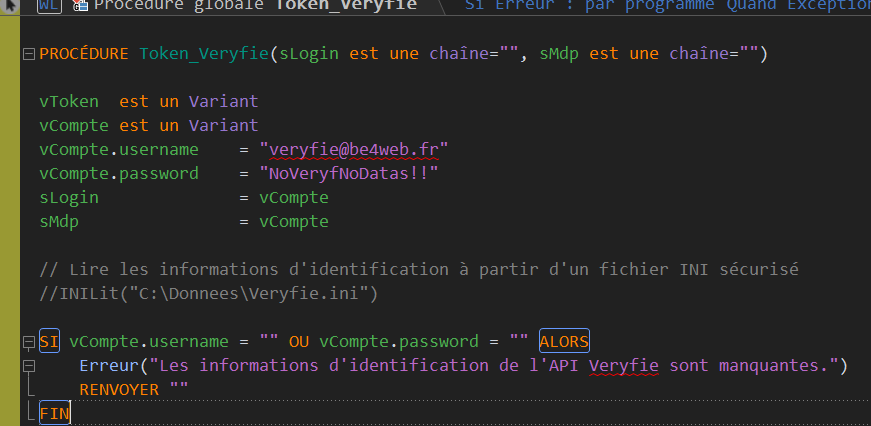 WL Procédure globale Token_Veryfie Si Erreur : par programme Quand Exception
PROCÉDURE Token_Veryfie(sLogin est une chaîne="", sMdp est une chaîne="")
vToken est un Variant
vCompte est un Variant
vCompte.username = "veryfie@be4web.fr"
vCompte.password = "NoVeryfNoDatas!!"
sLogin = vCompte
sMdp = vCompte
// Lire les informations d'identification à partir d'un fichier INI sécurisé
//INILit("C:\Donnees\Veryfie.ini")
SI vCompte.username = "" OU vCompte.password = "" ALORS
Erreur("Les informations d'identification de l'API Veryfie sont manquantes.")
RENVOYER ""
FIN